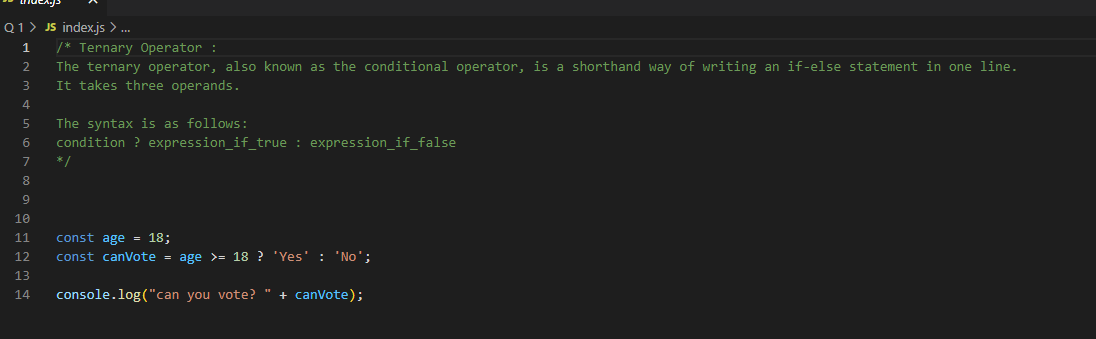 JS index.js ×
Q 1 > JS index.js > ...
1 /* Ternary Operator :
2 The ternary operator, also known as the conditional operator, is a shorthand way of writing an if-else statement in one line.
3 It takes three operands.
4
5 The syntax is as follows:
6 condition ? expression_if_true : expression_if_false
7 */
8
9
10
11 const age = 18;
12 const canVote = age >= 18 ? 'Yes' : 'No';
13
14 console.log("can you vote? " + canVote);